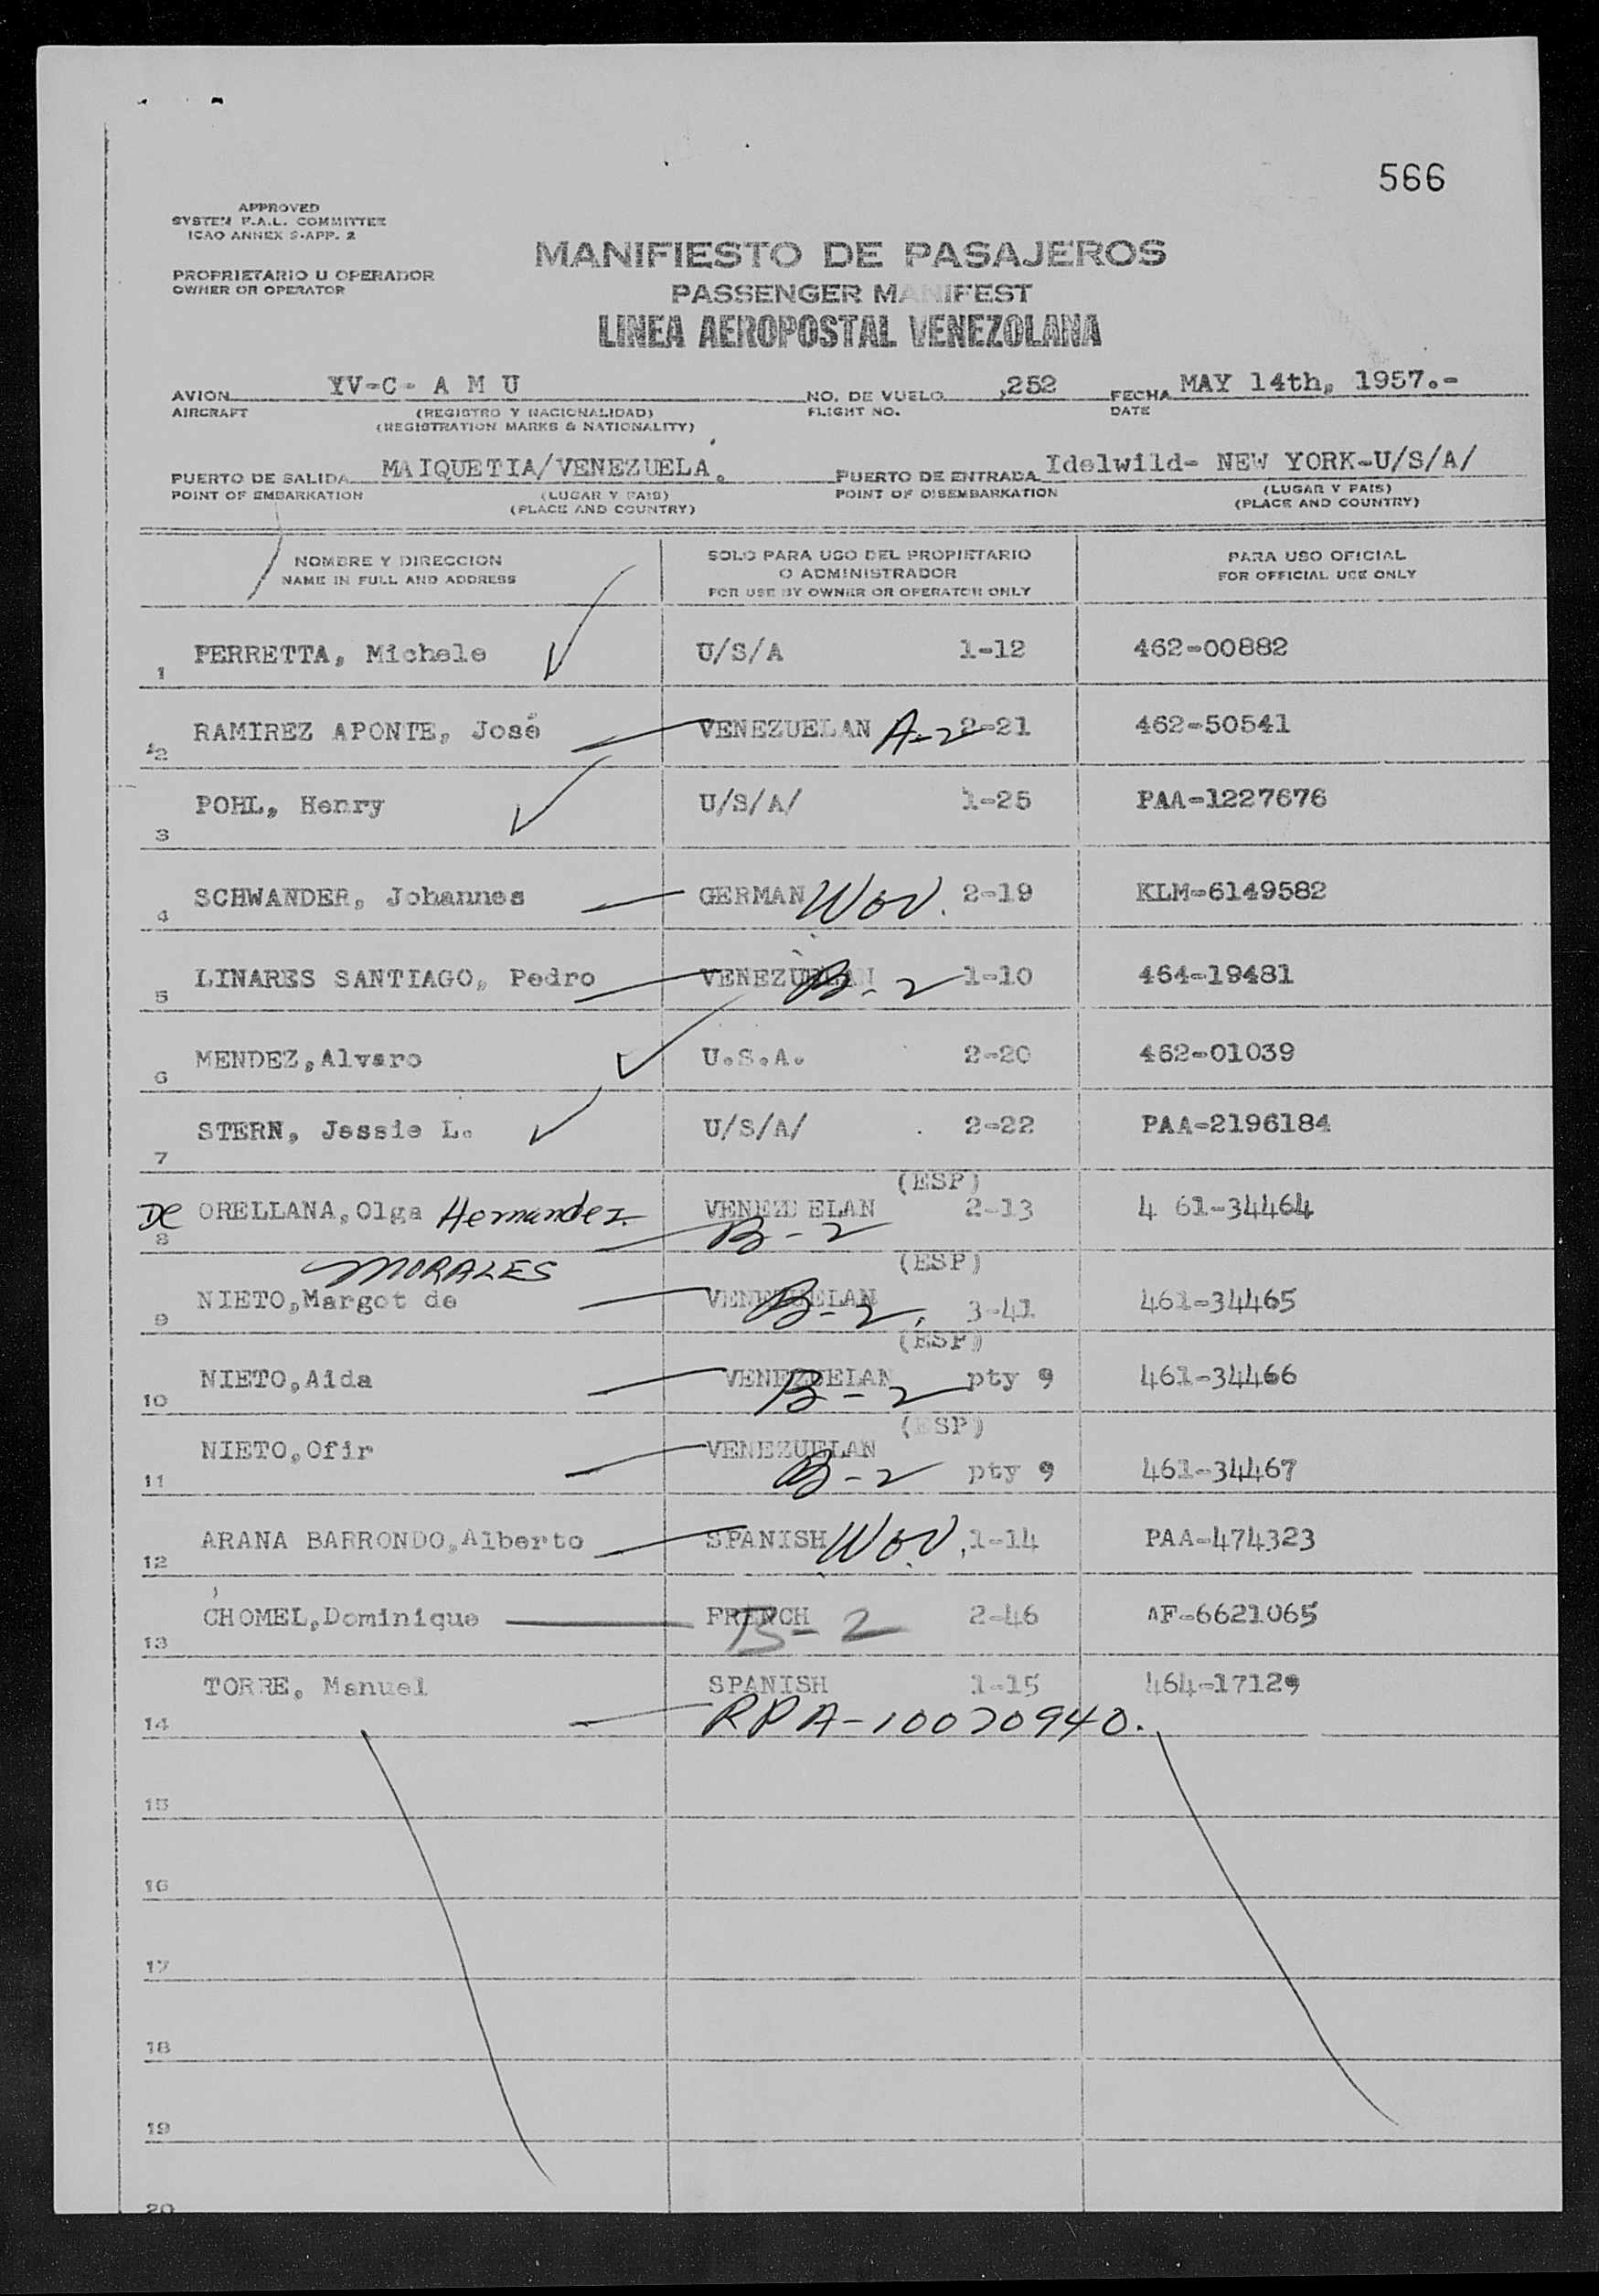 566
APPROVED
SYSTEM F.A.L. COMMITTEE
ICAO ANNEX 9-APP. 2
PROPRIETARIO U OPERADOR
OWNER OR OPERATOR
MANIFIESTO DE PASAJEROS
PASSENGER MANIFEST
LINEA AEROPOSTAL VENEZOLANA
AVION YV-C- A M U NO. DE VUELO 252 FECHA MAY 14th, 1957.-
AIRCRAFT (REGISTRO Y NACIONALIDAD) FLIGHT NO. DATE
(REGISTRATION MARKS & NATIONALITY)
PUERTO DE SALIDA MAIQUETIA/VENEZUELA. PUERTO DE ENTRADA Idelwild- NEW YORK-U/S/A/
POINT OF EMBARKATION (LUGAR Y PAIS) POINT OF DISEMBARKATION (LUGAR Y PAIS)
(PLACE AND COUNTRY) (PLACE AND COUNTRY)
NOMBRE Y DIRECCION SOLO PARA USO DEL PROPIETARIO PARA USO OFICIAL
NAME IN FULL AND ADDRESS O ADMINISTRADOR FOR OFFICIAL USE ONLY
FOR USE BY OWNER OR OPERATOR ONLY
1 PERRETTA, Michele U/S/A 1-12 462-00882
2 RAMIREZ APONTE, José VENEZUELAN A-2 2-21 462-50541
3 POHL, Henry U/S/A/ 1-25 PAA-1227676
4 SCHWANDER, Johannes GERMAN WOV. 2-19 KLM-6149582
5 LINARES SANTIAGO, Pedro VENEZUELAN B-2 1-10 464-19481
6 MENDEZ,Alvaro U.S.A. 2-20 462-01039
7 STERN, Jessie L. U/S/A/ 2-22 PAA-2196184
(ESP)
8 De ORELLANA,Olga Hernandez. VENEZUELAN 2-13 4 61-34464
B-2
MORALES (ESP)
9 NIETO,Margot de VENEZUELAN B-2, 3-41 461-34465
(ESP)
10 NIETO,Aida VENEZUELAN B-2 pty 9 461-34466
(ESP)
11 NIETO,Ofir VENEZUELAN B-2 pty 9 461-34467
12 ARANA BARRONDO,Alberto SPANISH WOV, 1-14 PAA-474323
13 CHOMEL,Dominique FRENCH B-2 2-46 AF-6621065
14 TORRE, Manuel SPANISH 1-15 464-17129
RPA-10070940.
15
16
17
18
19
20